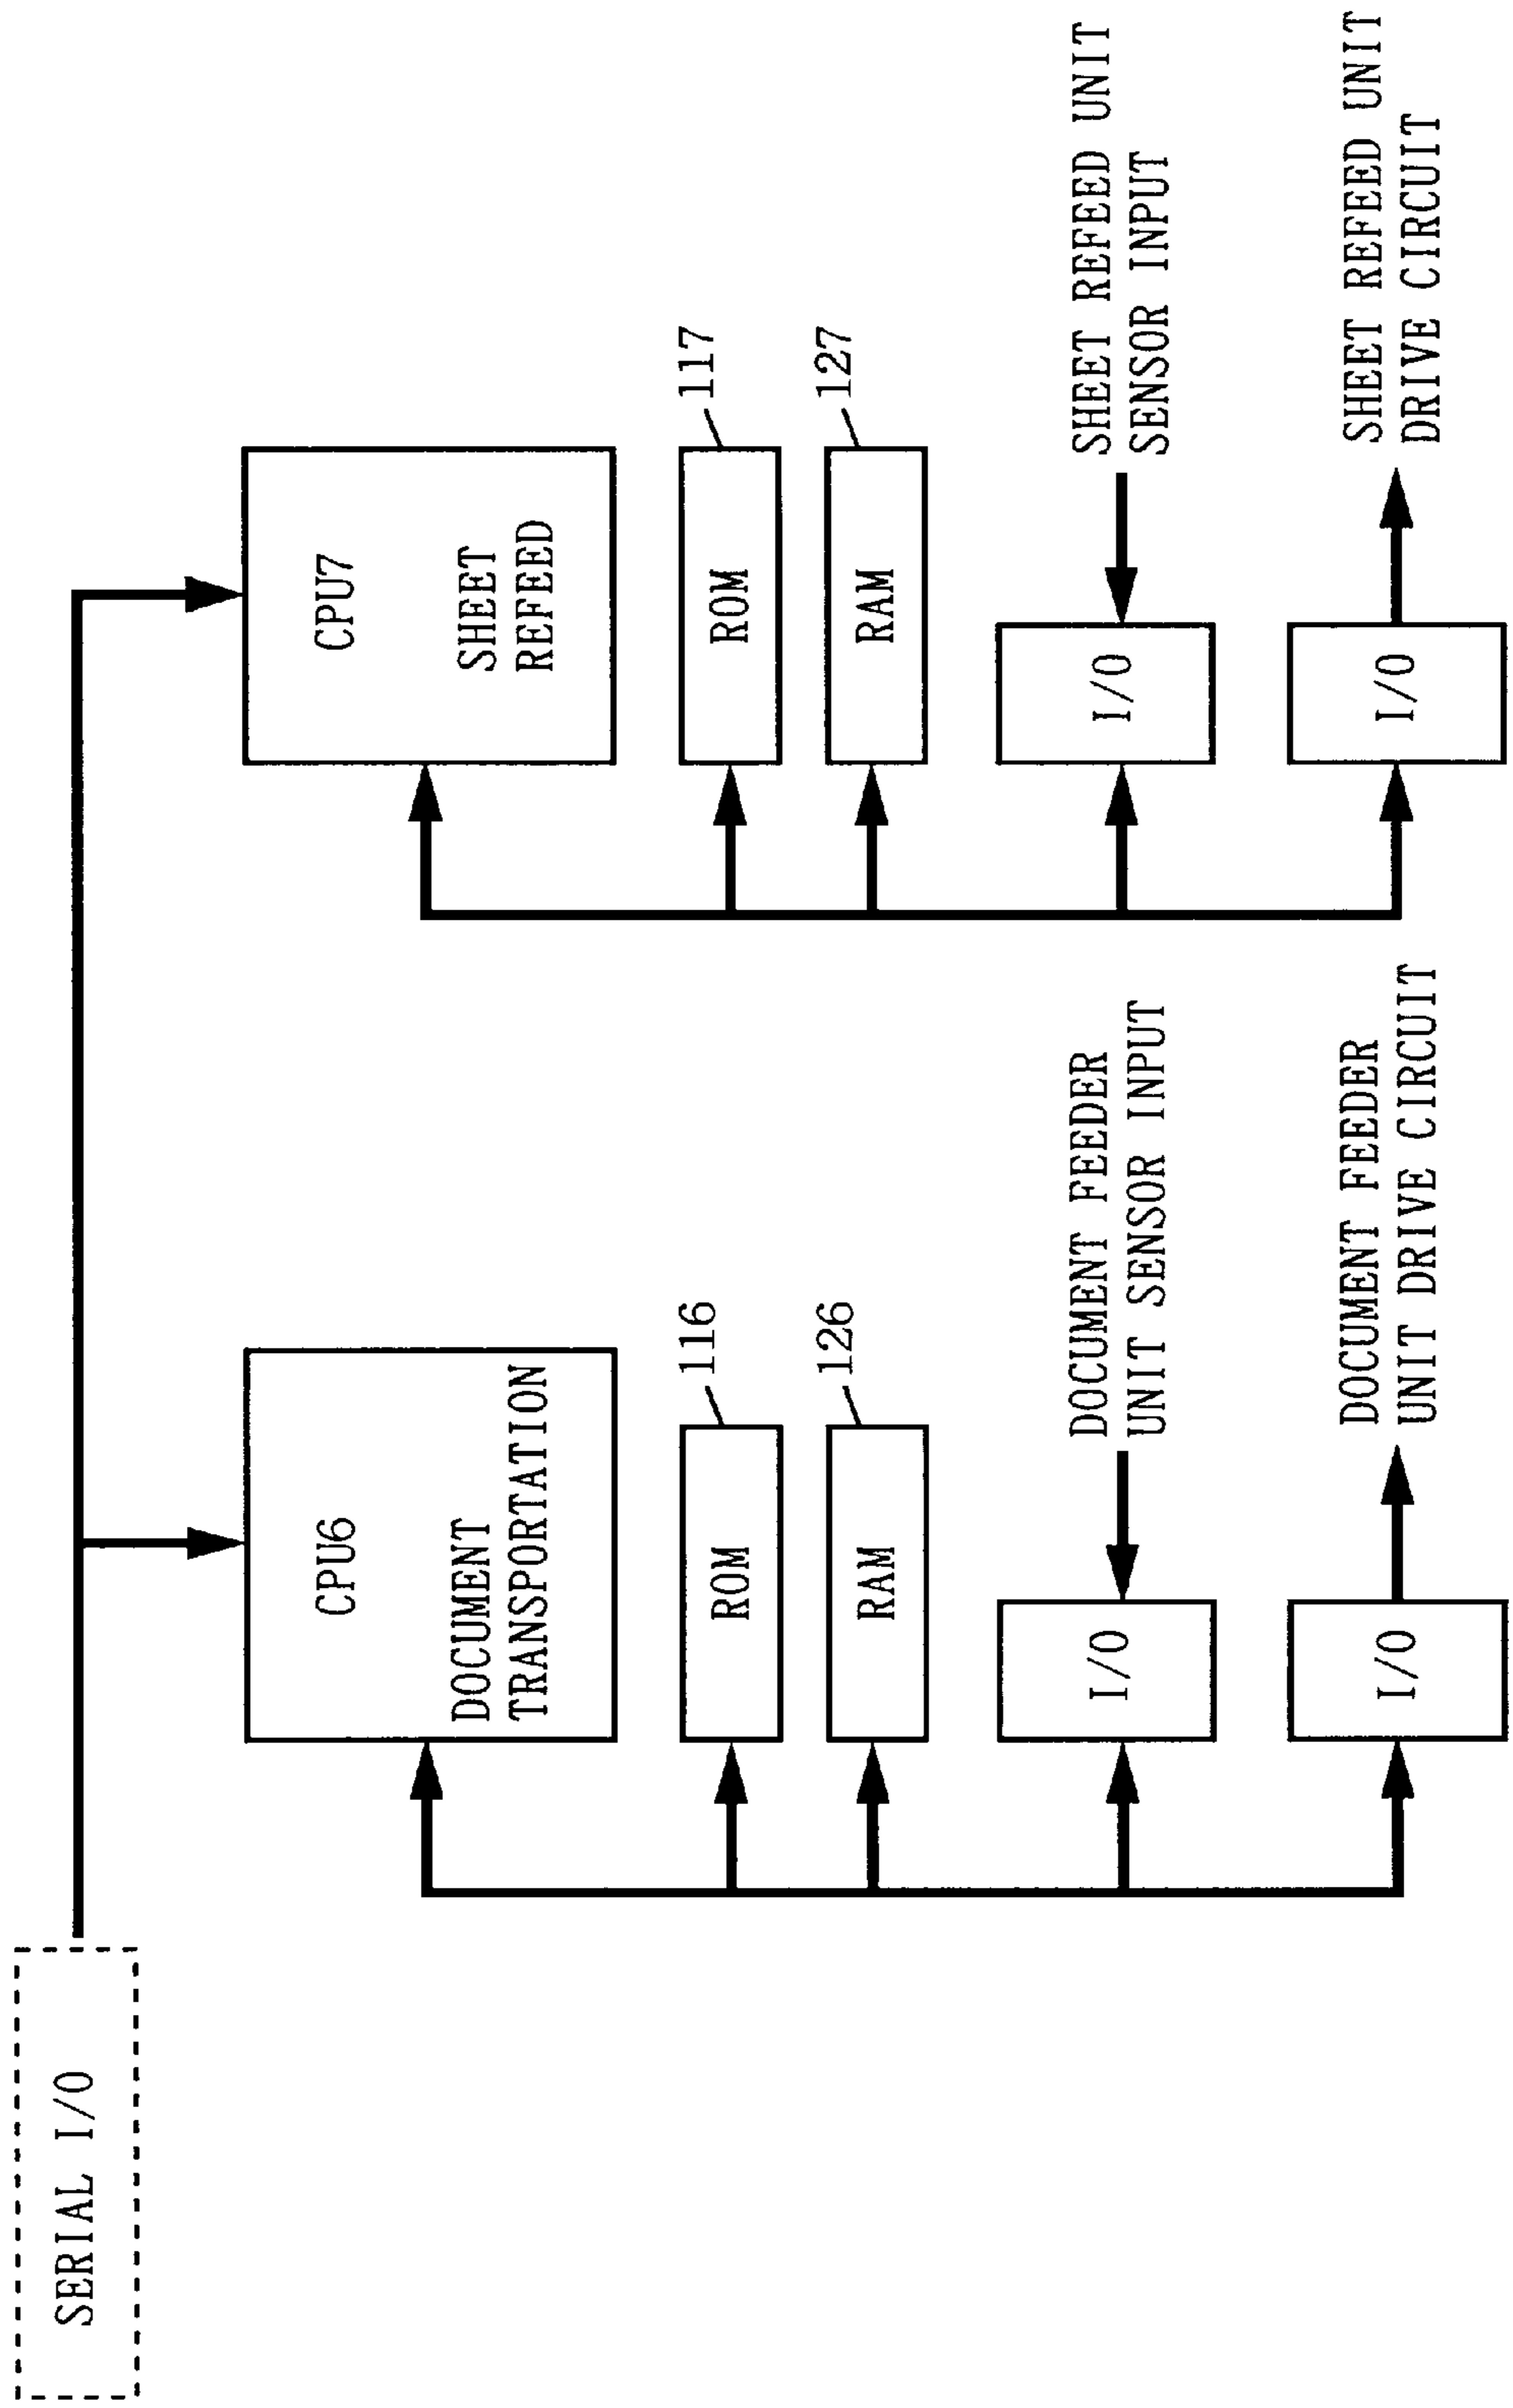 SERIAL I/O
CPU6
DOCUMENT
TRANSPORTATION
ROM
116
RAM
126
I/O
DOCUMENT FEEDER
UNIT SENSOR INPUT
I/O
DOCUMENT FEEDER
UNIT DRIVE CIRCUIT
CPU7
SHEET
REFEED
ROM
117
RAM
127
I/O
SHEET REFEED UNIT
SENSOR INPUT
I/O
SHEET REFEED UNIT
DRIVE CIRCUIT